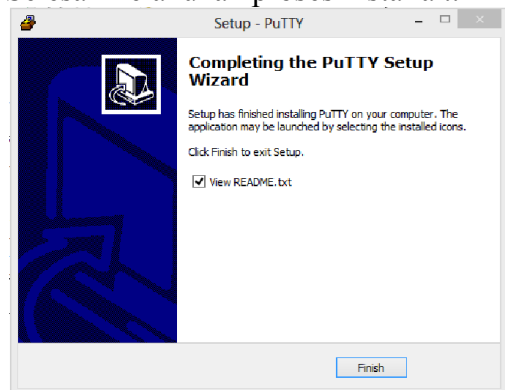 Setup - PuTTY
Completing the PuTTY Setup
Wizard
Setup has finished installing PuTTY on your computer. The
application may be launched by selecting the installed icons.
Click Finish to exit Setup.
View README.txt
Finish